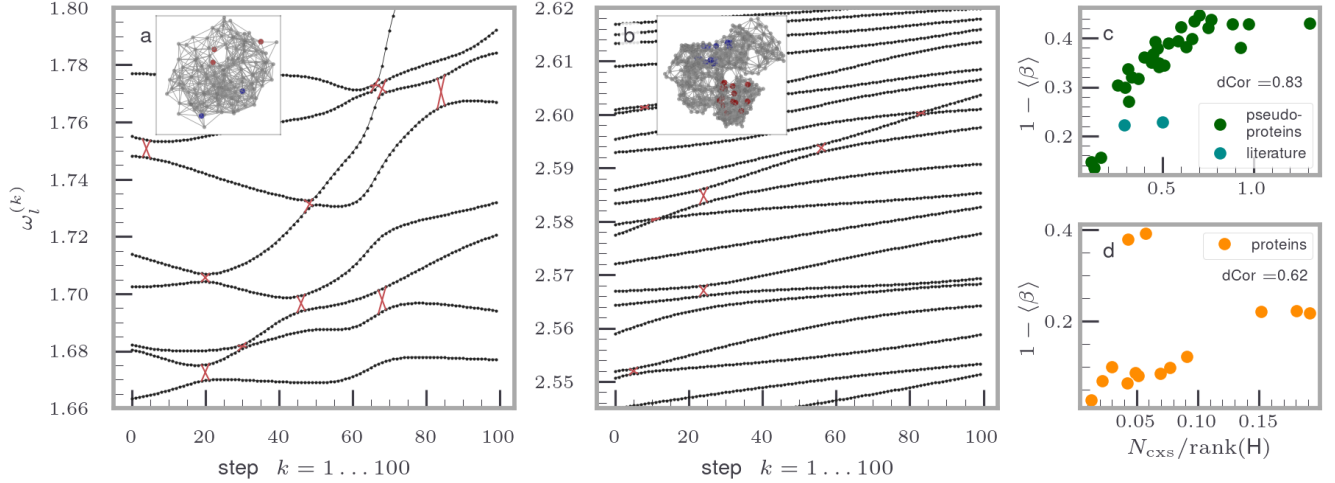 a
1.80
1.78
1.76
1.74
1.72
1.70
1.68
1.66
ω_l^(k)
0 20 40 60 80 100
step k = 1 … 100
b
2.62
2.61
2.60
2.59
2.58
2.57
2.56
2.55
0 20 40 60 80 100
step k = 1 … 100
c
0.4
0.3
0.2
1 − ⟨β⟩
dCor =0.83
pseudo-
proteins
literature
0.5 1.0
d
0.4
0.2
1 − ⟨β⟩
proteins
dCor =0.62
0.05 0.10 0.15
N_cxs/rank(H)